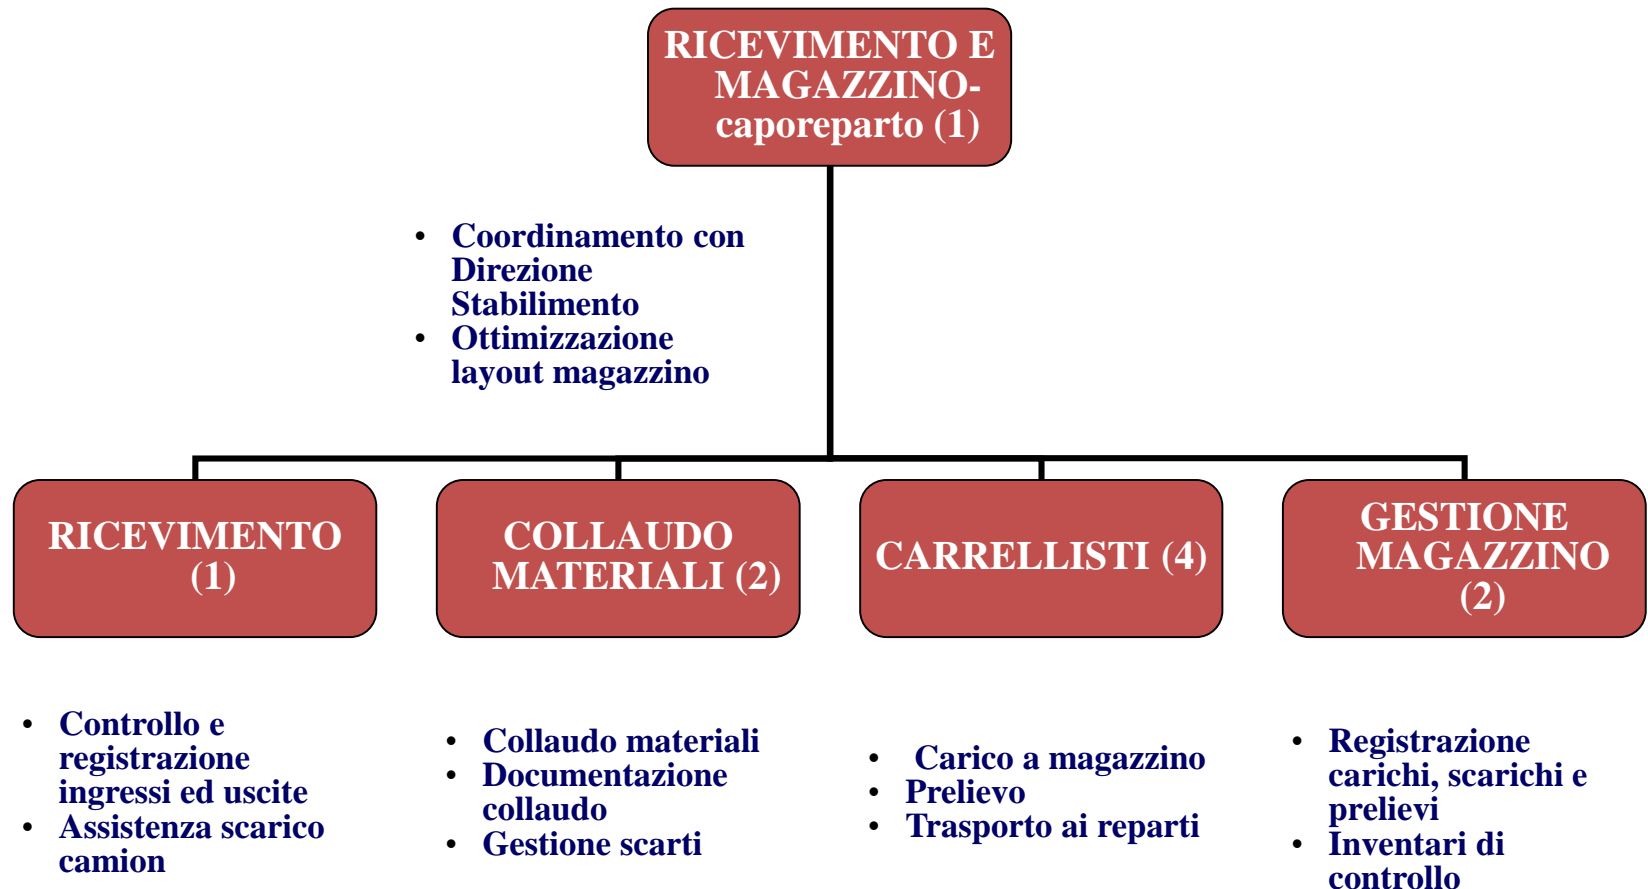 RICEVIMENTO E
MAGAZZINO-
caporeparto (1)
• Coordinamento con
Direzione
Stabilimento
• Ottimizzazione
layout magazzino
RICEVIMENTO
(1)
COLLAUDO
MATERIALI (2)
CARRELLISTI (4)
GESTIONE
MAGAZZINO
(2)
• Controllo e
registrazione
ingressi ed uscite
• Assistenza scarico
camion
• Collaudo materiali
• Documentazione
collaudo
• Gestione scarti
• Carico a magazzino
• Prelievo
• Trasporto ai reparti
• Registrazione
carichi, scarichi e
prelievi
• Inventari di
controllo